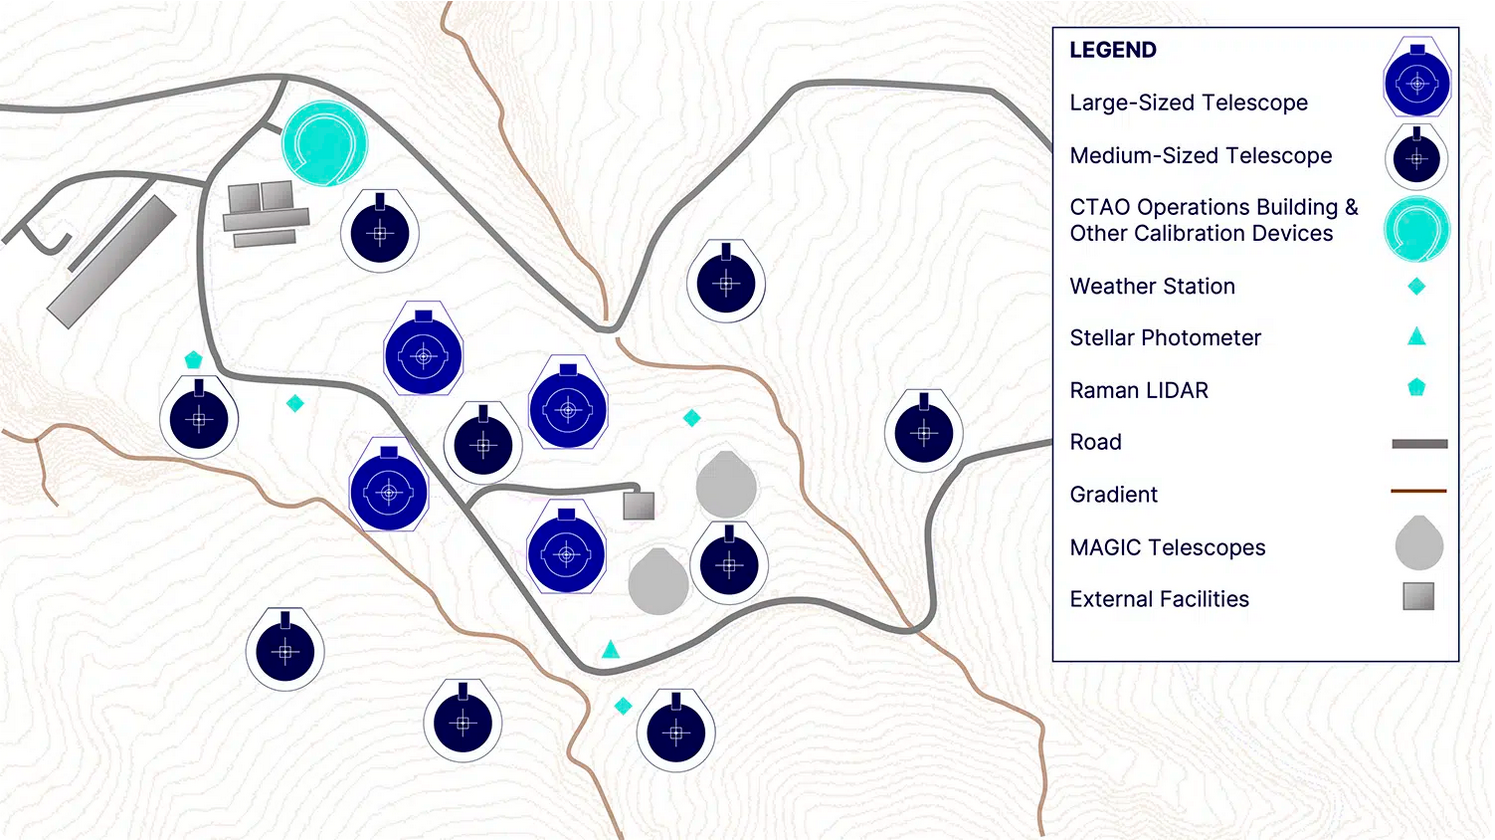 LEGEND
Large-Sized Telescope
Medium-Sized Telescope
CTAO Operations Building &
Other Calibration Devices
Weather Station
Stellar Photometer
Raman LIDAR
Road
Gradient
MAGIC Telescopes
External Facilities